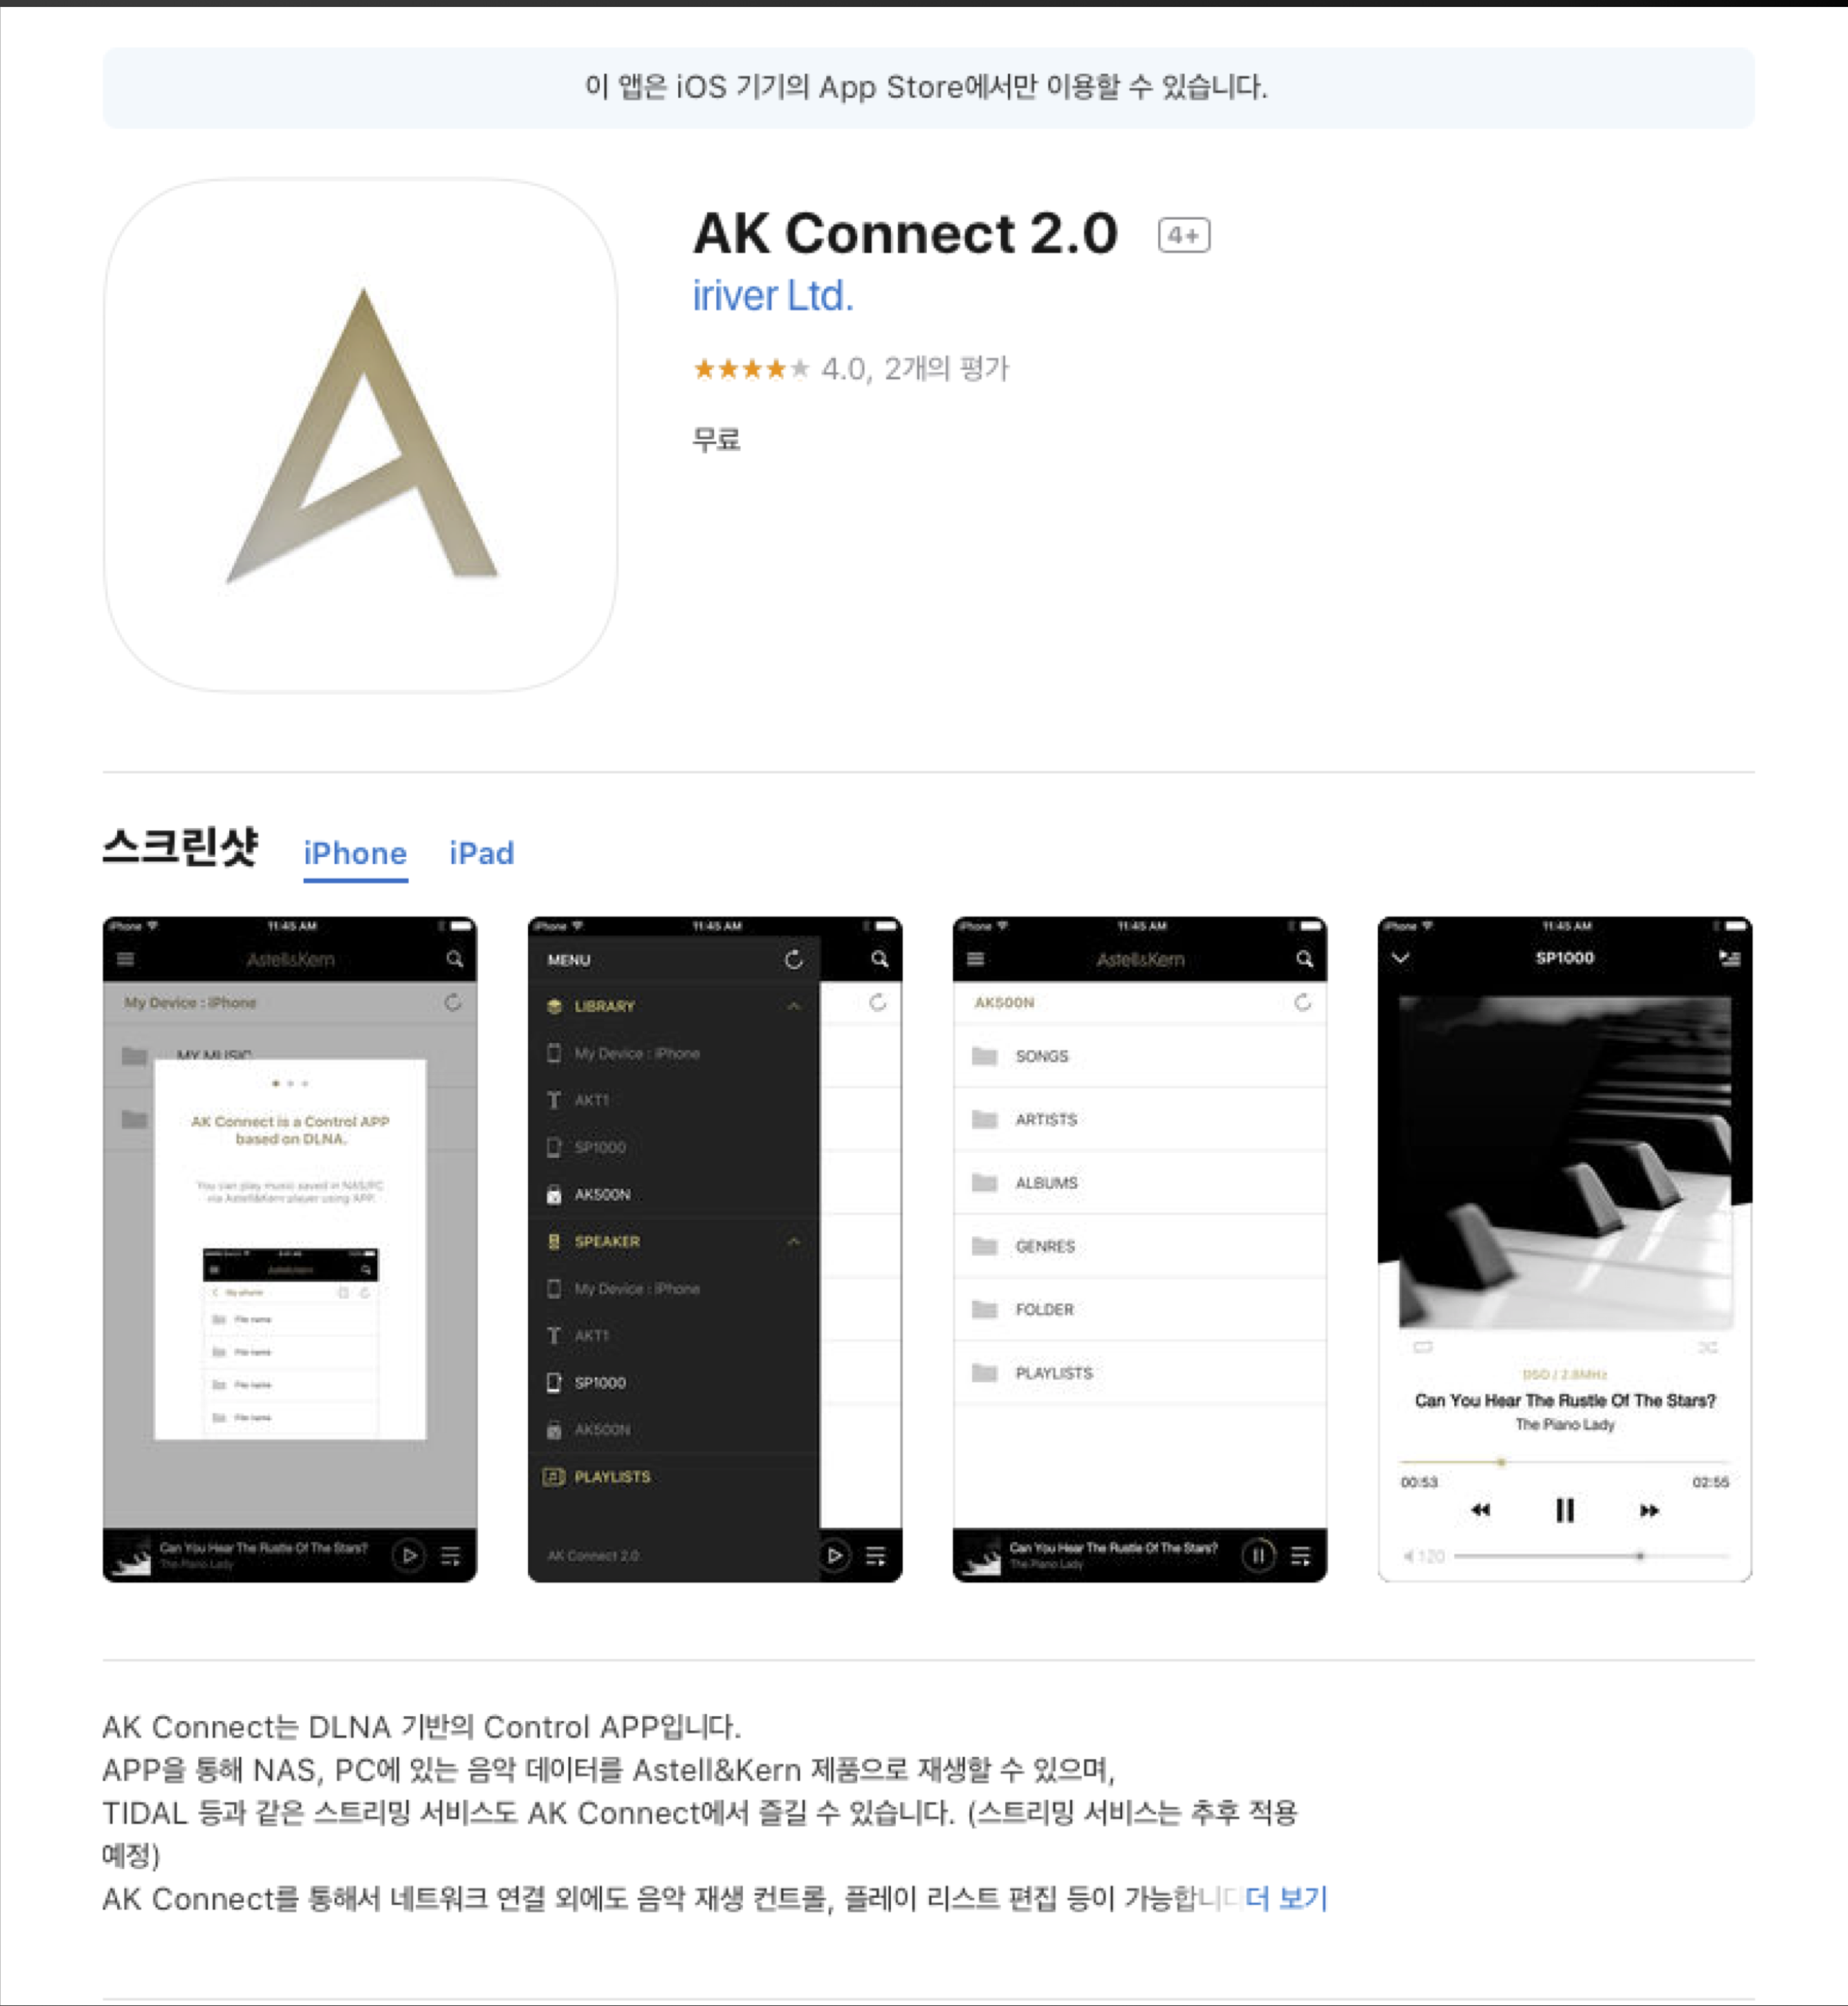 이 앱은 iOS 기기의 App Store에서만 이용할 수 있습니다.
AK Connect 2.0 4+
iriver Ltd.
4.0, 2개의 평가
무료
스크린샷 iPhone iPad
iPhone 11:45 AM
Astell&Kern
My Device : iPhone
MY MUSIC
AK Connect is a Control APP
based on DLNA.
You can play music saved in NAS/PC
via Astell&Kern player using APP.
Astell&Kern
My phone
File name
File name
File name
File name
Can You Hear The Rustle Of The Stars?
The Piano Lady
iPhone 11:45 AM
MENU
LIBRARY
My Device : iPhone
AKT1
SP1000
AK500N
SPEAKER
My Device : iPhone
AKT1
SP1000
AK500N
PLAYLISTS
AK Connect 2.0
iPhone 11:45 AM
Astell&Kern
AK500N
SONGS
ARTISTS
ALBUMS
GENRES
FOLDER
PLAYLISTS
Can You Hear The Rustle Of The Stars?
The Piano Lady
iPhone 11:45 AM
SP1000
DSD / 2.8MHz
Can You Hear The Rustle Of The Stars?
The Piano Lady
00:53 02:55
120
AK Connect는 DLNA 기반의 Control APP입니다.
APP을 통해 NAS, PC에 있는 음악 데이터를 Astell&Kern 제품으로 재생할 수 있으며,
TIDAL 등과 같은 스트리밍 서비스도 AK Connect에서 즐길 수 있습니다. (스트리밍 서비스는 추후 적용
예정)
AK Connect를 통해서 네트워크 연결 외에도 음악 재생 컨트롤, 플레이 리스트 편집 등이 가능합니다더 보기